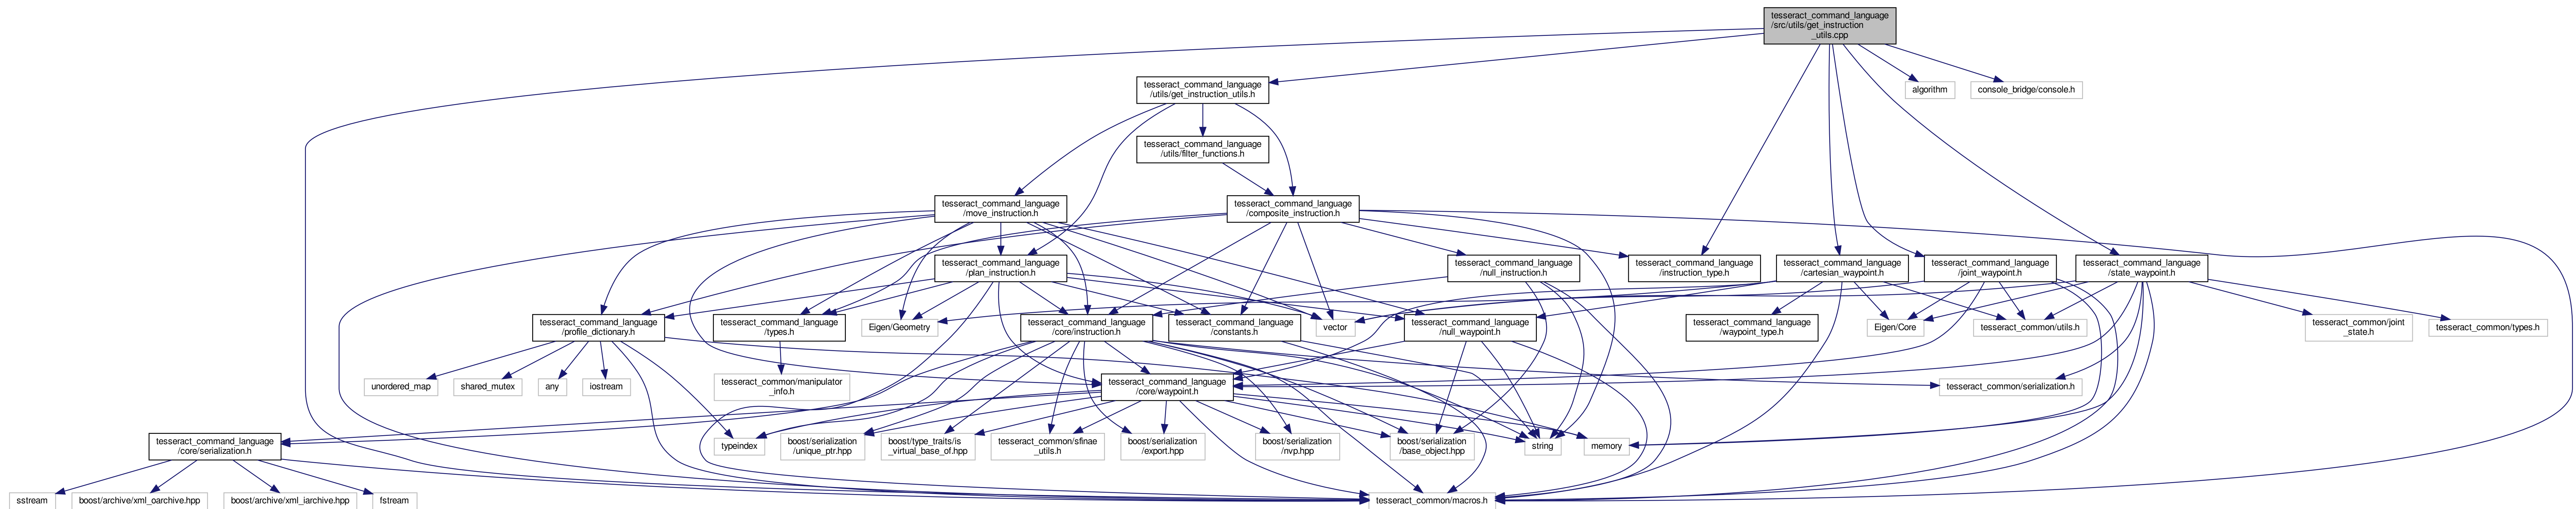 tesseract_command_language
/src/utils/get_instruction
_utils.cpp
tesseract_command_language
/utils/get_instruction_utils.h
algorithm
console_bridge/console.h
tesseract_command_language
/utils/filter_functions.h
tesseract_command_language
/move_instruction.h
tesseract_command_language
/composite_instruction.h
tesseract_command_language
/plan_instruction.h
tesseract_command_language
/null_instruction.h
tesseract_command_language
/instruction_type.h
tesseract_command_language
/cartesian_waypoint.h
tesseract_command_language
/joint_waypoint.h
tesseract_command_language
/state_waypoint.h
tesseract_command_language
/profile_dictionary.h
tesseract_command_language
/types.h
Eigen/Geometry
tesseract_command_language
/core/instruction.h
tesseract_command_language
/constants.h
vector
tesseract_command_language
/null_waypoint.h
tesseract_command_language
/waypoint_type.h
Eigen/Core
tesseract_common/utils.h
tesseract_common/joint
_state.h
tesseract_common/types.h
unordered_map
shared_mutex
any
iostream
tesseract_common/manipulator
_info.h
tesseract_command_language
/core/waypoint.h
tesseract_common/serialization.h
tesseract_command_language
/core/serialization.h
typeindex
boost/serialization
/unique_ptr.hpp
boost/type_traits/is
_virtual_base_of.hpp
tesseract_common/sfinae
_utils.h
boost/serialization
/export.hpp
boost/serialization
/nvp.hpp
boost/serialization
/base_object.hpp
string
memory
sstream
boost/archive/xml_oarchive.hpp
boost/archive/xml_iarchive.hpp
fstream
tesseract_common/macros.h